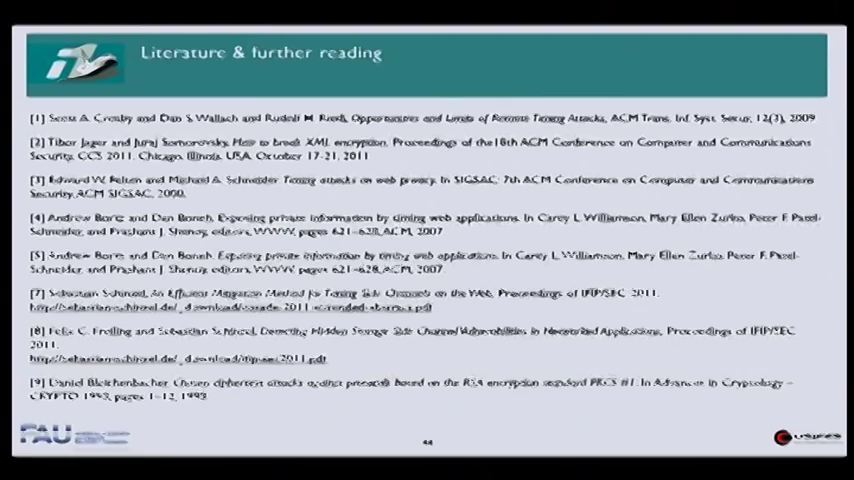 Literature & further reading
[1] Scott A. Crosby and Dan S. Wallach and Rudolf H. Riedi, Opportunities and Limits of Remote Timing Attacks, ACM Trans. Inf. Syst. Secur, 12(3), 2009
[2] Tibor Jager and Juraj Somorovsky, How to break XML encryption, Proceedings of the 18th ACM Conference on Computer and Communications
Security, CCS 2011, Chicago, Illinois, USA, October 17-21, 2011
[3] Edward W. Felten and Michael A. Schneider Timing attacks on web privacy. In SIGSAC: 7th ACM Conference on Computer and Communications
Security. ACM SIGSAC, 2000.
[4] Andrew Bortz and Dan Boneh. Exposing private information by timing web applications. In Carey L. Williamson, Mary Ellen Zurko, Peter F. Patel-
Schneider, and Prashant J. Shenoy, editors, WWW, pages 621-628, ACM, 2007
[5] Andrew Bortz and Dan Boneh. Exposing private information by timing web applications. In Carey L. Williamson, Mary Ellen Zurko, Peter F. Patel-
Schneider, and Prashant J. Shenoy, editors, WWW, pages 621-628, ACM, 2007
[7] Sebastian Schinzel, An Efficient Mitigation Method for Timing Side Channels on the Web, Proceedings of IFIP/SEC 2011.
[8] Felix C. Freiling and Sebastian Schinzel, Detecting Hidden Storage Side Channel Vulnerabilities in Networked Applications, Proceedings of IFIP/SEC
2011.
[9] Daniel Bleichenbacher. Chosen ciphertext attacks against protocols based on the RSA encryption standard PKCS #1. In Advances in Cryptology –
CRYPTO 1998, pages 1–12, 1998
FAU